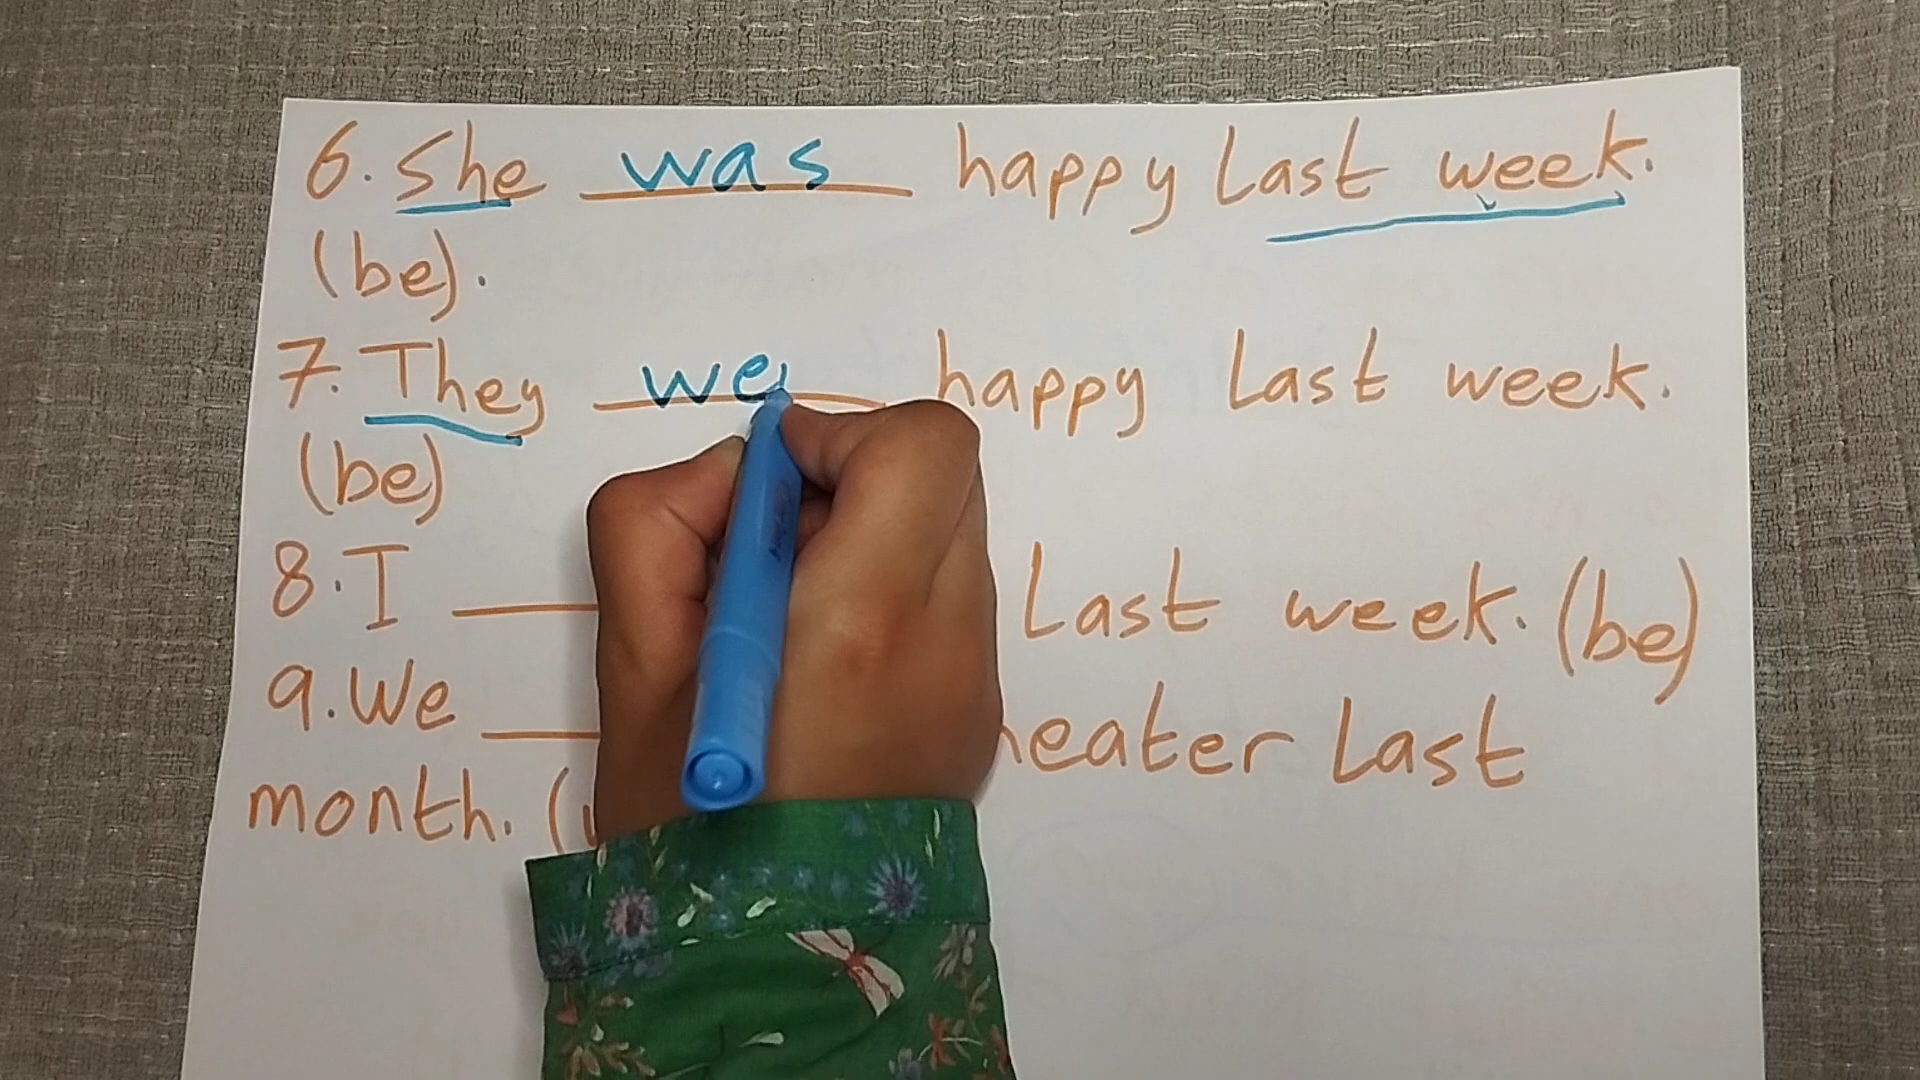 6. She was happy Last week.
(be).
7. They we happy Last week.
(be)
8. I Last week. (be)
9. We Last
month. (